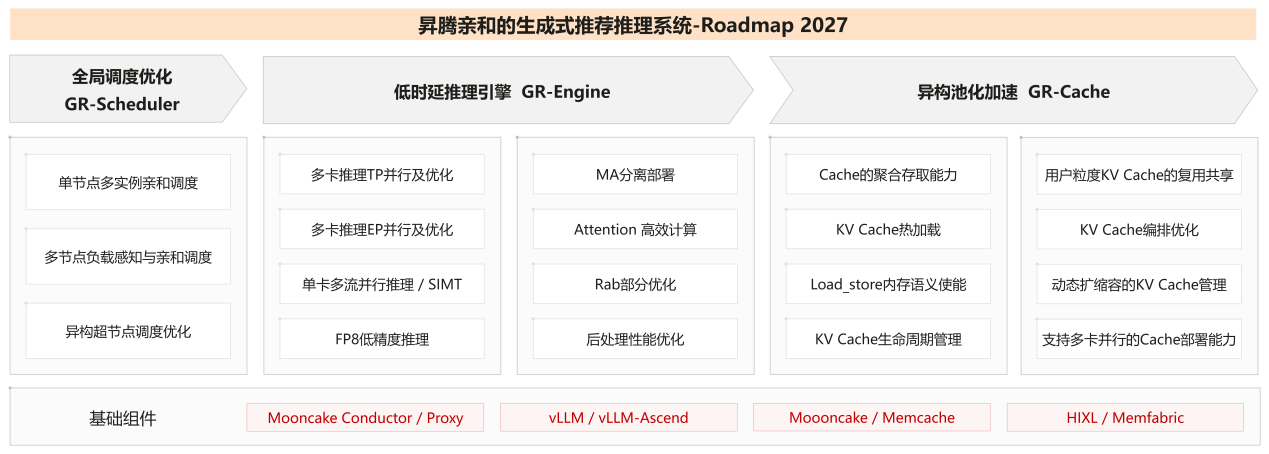 昇腾亲和的生成式推荐推理系统-Roadmap 2027
全局调度优化
GR-Scheduler
低时延推理引擎 GR-Engine
异构池化加速 GR-Cache
单节点多实例亲和调度
多节点负载感知与亲和调度
异构超节点调度优化
多卡推理TP并行及优化
多卡推理EP并行及优化
单卡多流并行推理 / SIMT
FP8低精度推理
MA分离部署
Attention 高效计算
Rab部分优化
后处理性能优化
Cache的聚合存取能力
KV Cache热加载
Load_store内存语义使能
KV Cache生命周期管理
用户粒度KV Cache的复用共享
KV Cache编排优化
动态扩缩容的KV Cache管理
支持多卡并行的Cache部署能力
基础组件
Mooncake Conductor / Proxy
vLLM / vLLM-Ascend
Moooncake / Memcache
HIXL / Memfabric